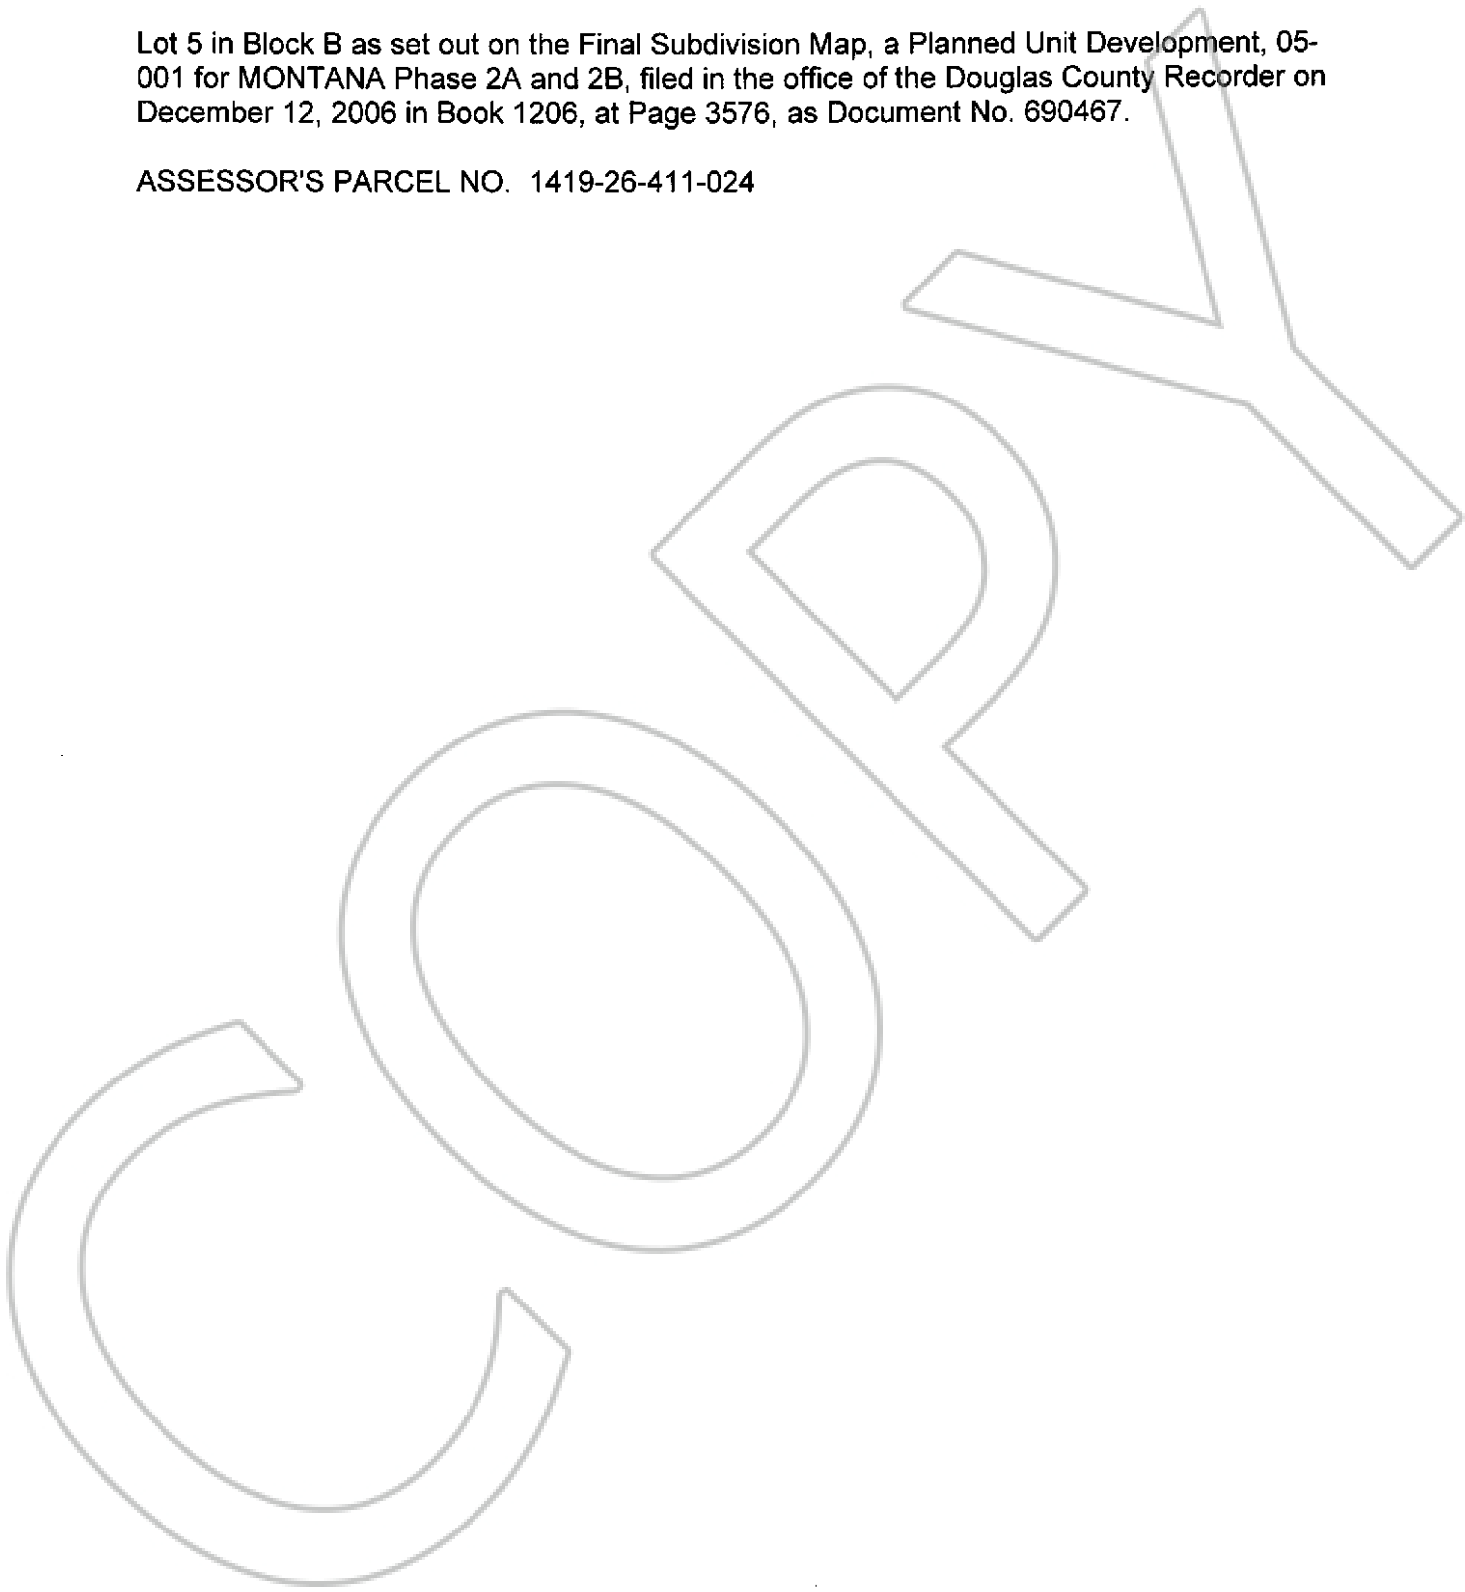 Lot 5 in Block B as set out on the Final Subdivision Map, a Planned Unit Development, 05-
001 for MONTANA Phase 2A and 2B, filed in the office of the Douglas County Recorder on
December 12, 2006 in Book 1206, at Page 3576, as Document No. 690467.
ASSESSOR'S PARCEL NO. 1419-26-411-024
COPY